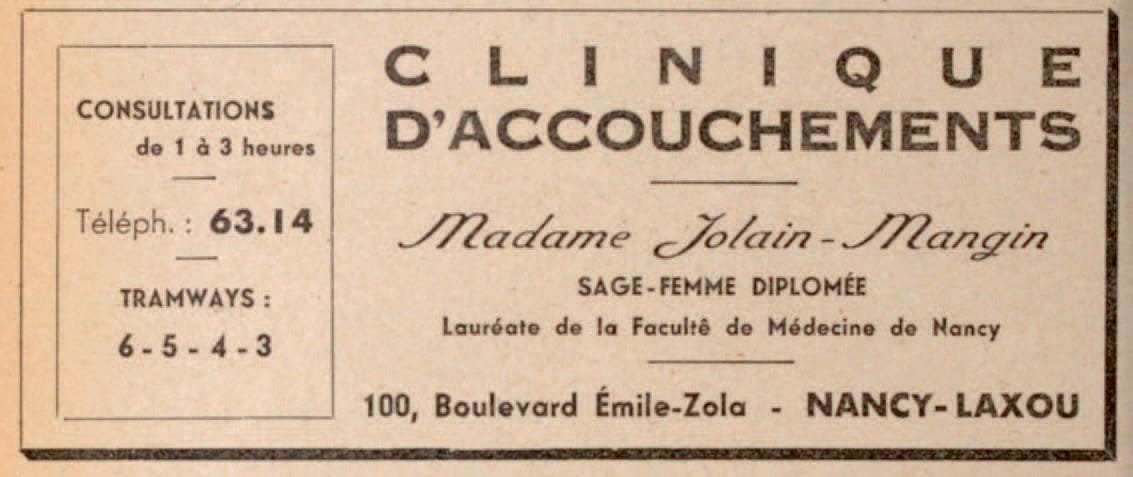 CONSULTATIONS
de 1 à 3 heures
Téléph. : 63.14
TRAMWAYS :
6 - 5 - 4 - 3
CLINIQUE
D'ACCOUCHEMENTS
Madame Jolain - Mangin
SAGE-FEMME DIPLOMÉE
Lauréate de la Facultê de Médecine de Nancy
100, Boulevard Émile-Zola - NANCY-LAXOU